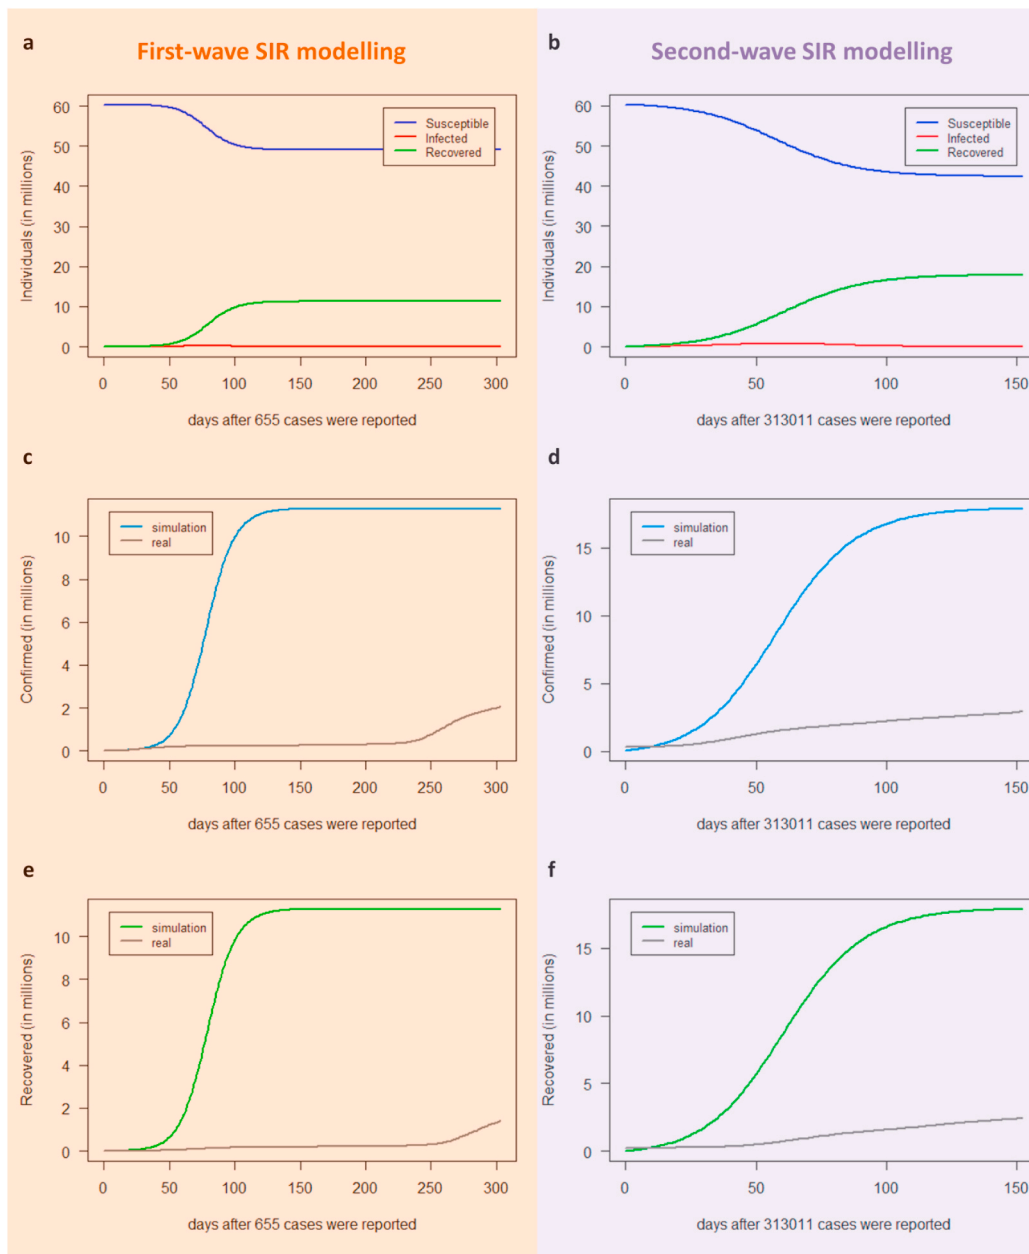 a
First-wave SIR modelling
Individuals (in millions)
60
50
40
30
20
10
0
Susceptible
Infected
Recovered
0 50 100 150 200 250 300
days after 655 cases were reported
b
Second-wave SIR modelling
Individuals (in millions)
60
50
40
30
20
10
0
Susceptible
Infected
Recovered
0 50 100 150
days after 313011 cases were reported
c
Confirmed (in millions)
10
8
6
4
2
0
simulation
real
0 50 100 150 200 250 300
days after 655 cases were reported
d
Confirmed (in millions)
15
10
5
0
simulation
real
0 50 100 150
days after 313011 cases were reported
e
Recovered (in millions)
10
8
6
4
2
0
simulation
real
0 50 100 150 200 250 300
days after 655 cases were reported
f
Recovered (in millions)
15
10
5
0
simulation
real
0 50 100 150
days after 313011 cases were reported